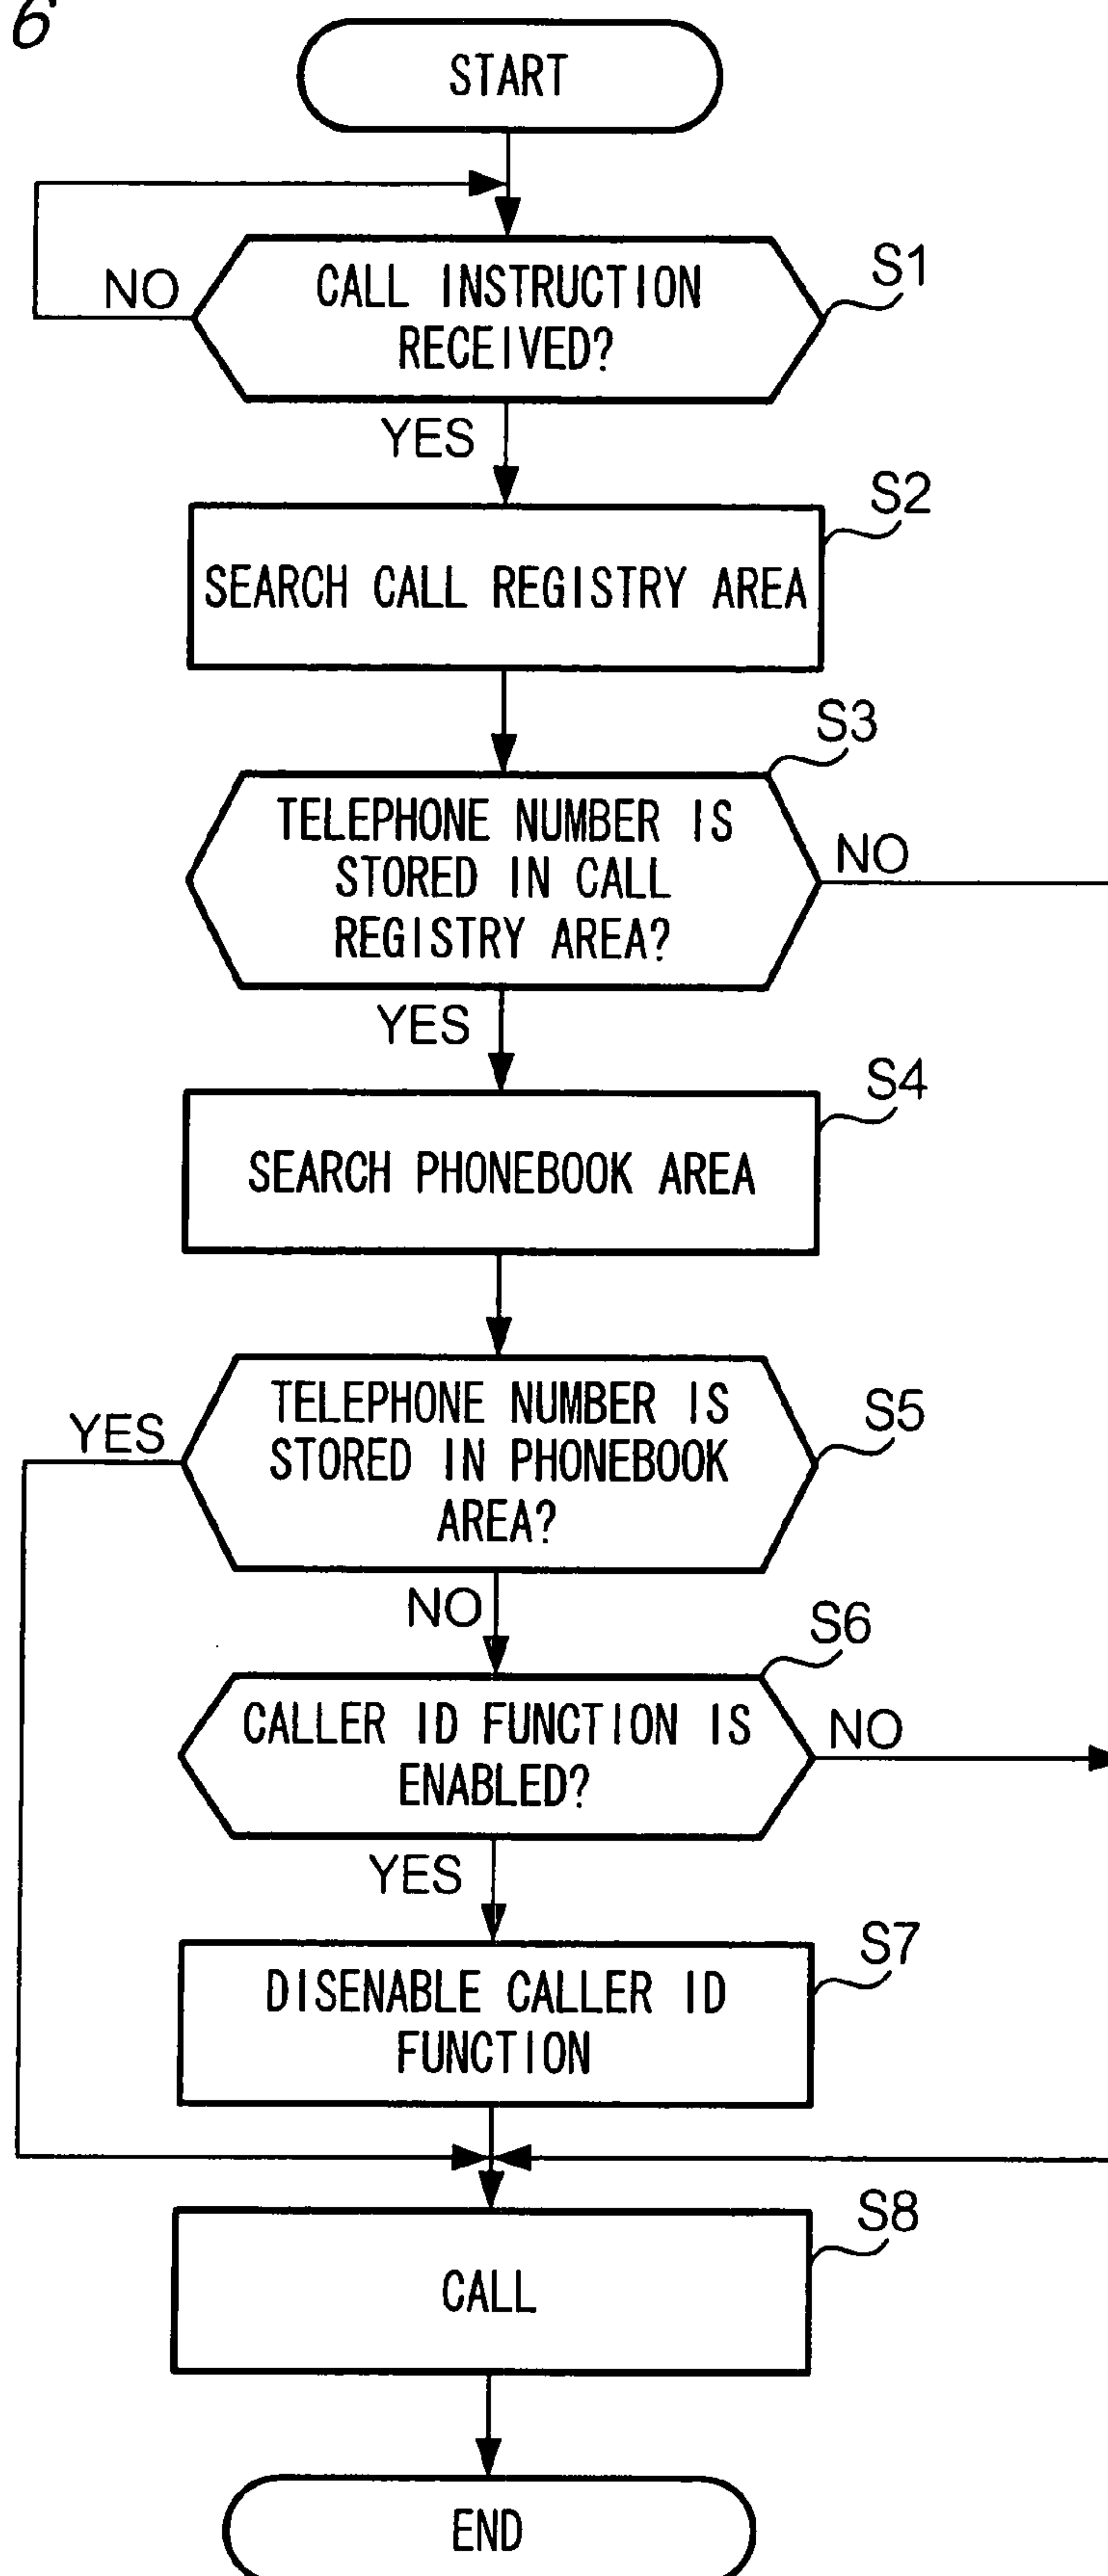 6
START
NO
CALL INSTRUCTION
RECEIVED?
S1
YES
S2
SEARCH CALL REGISTRY AREA
S3
TELEPHONE NUMBER IS
STORED IN CALL
REGISTRY AREA?
NO
YES
S4
SEARCH PHONEBOOK AREA
YES
TELEPHONE NUMBER IS
STORED IN PHONEBOOK
AREA?
S5
NO
S6
CALLER ID FUNCTION IS
ENABLED?
NO
YES
S7
DISENABLE CALLER ID
FUNCTION
S8
CALL
END